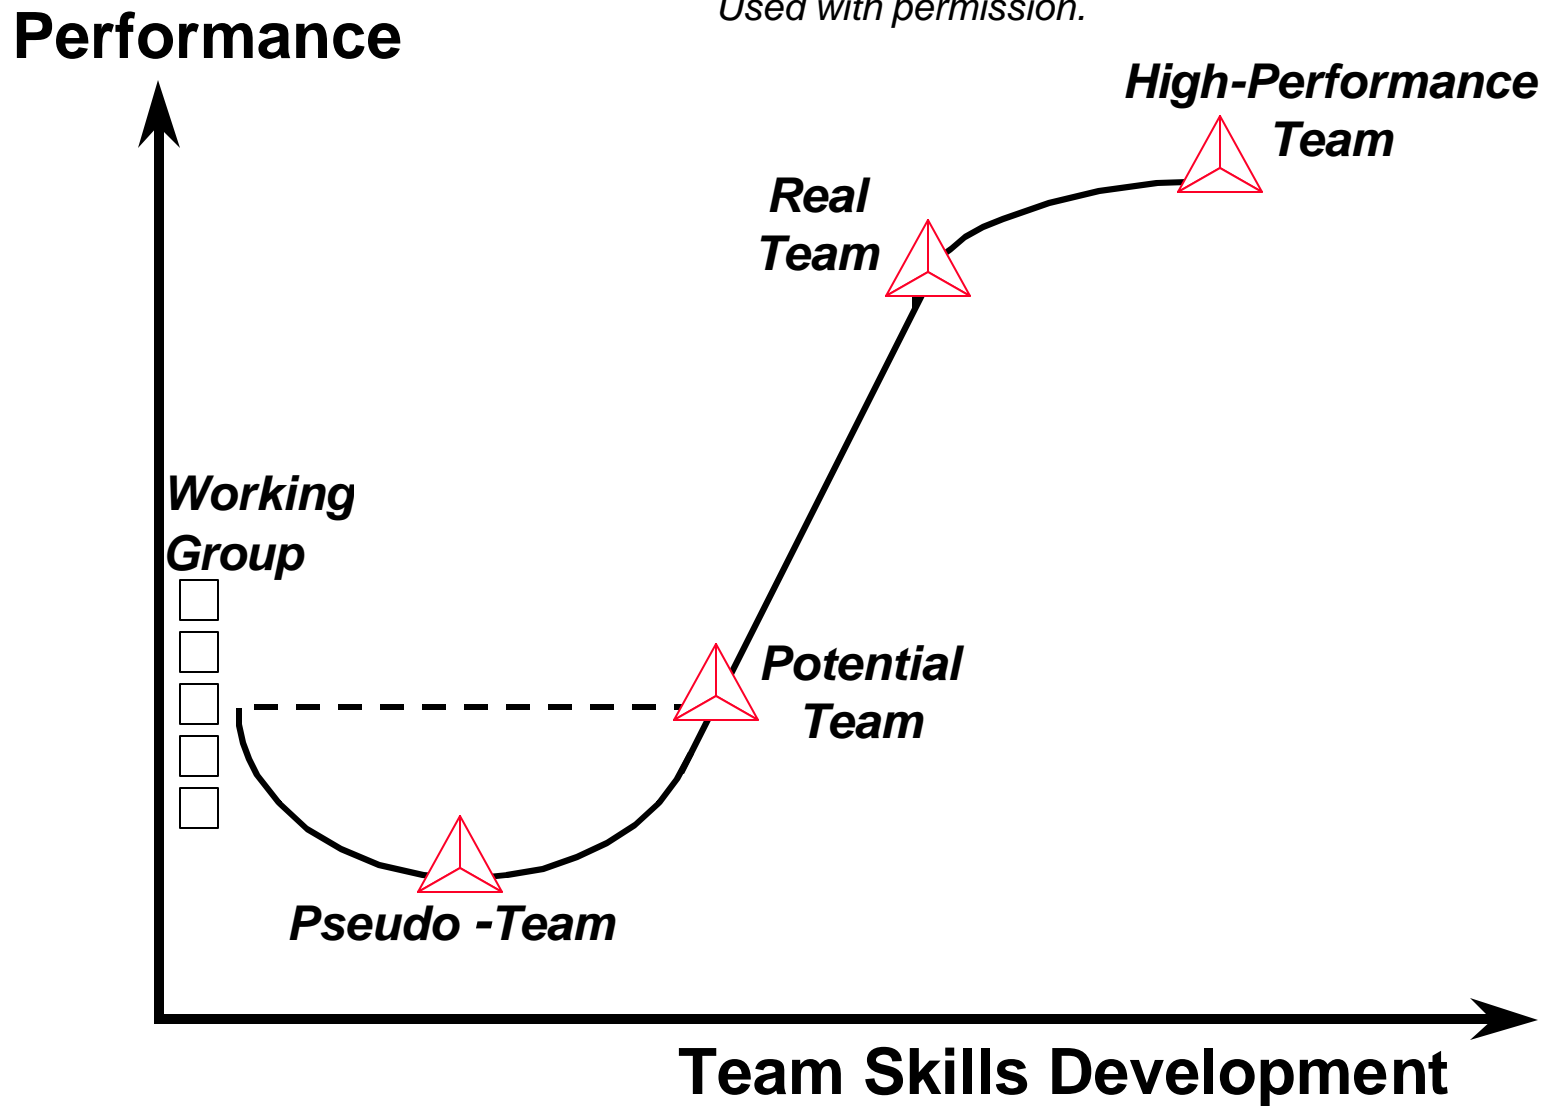 Used with permission.
Performance
High-Performance
Team
Real
Team
Working
Group
Potential
Team
Pseudo -Team
Team Skills Development